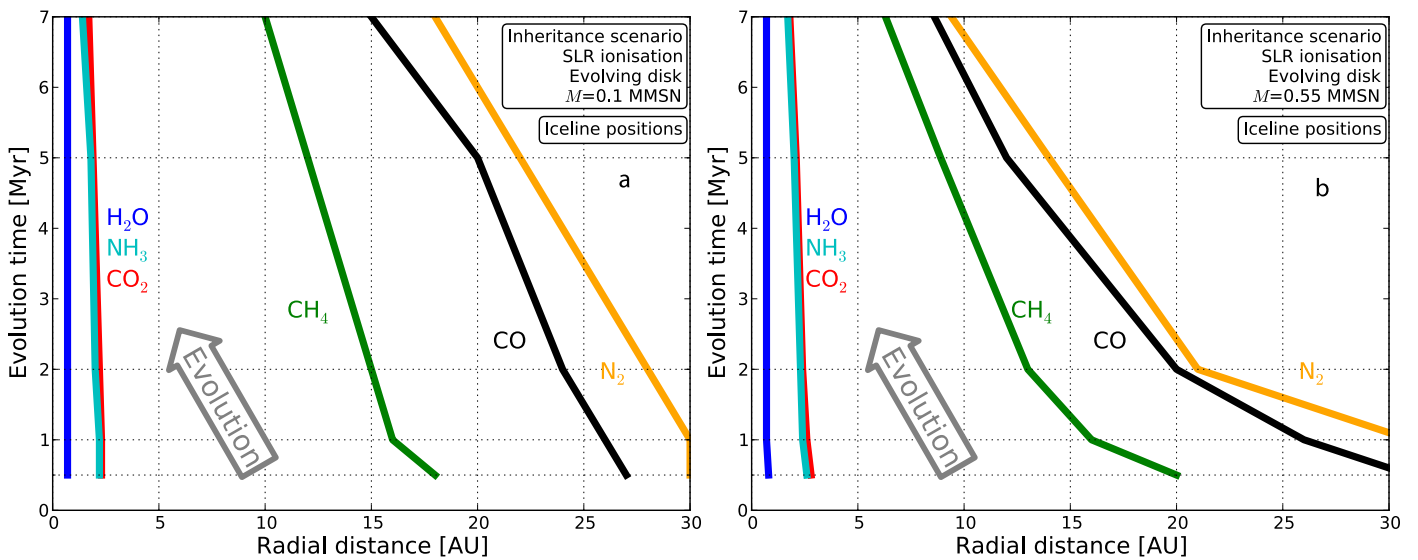 Inheritance scenario
SLR ionisation
Evolving disk
M=0.1 MMSN
Iceline positions
a
H₂O
NH₃
CO₂
CH₄
CO
N₂
Evolution
Evolution time [Myr]
7
6
5
4
3
2
1
0
0 5 10 15 20 25 30
Radial distance [AU]
Inheritance scenario
SLR ionisation
Evolving disk
M=0.55 MMSN
Iceline positions
b
H₂O
NH₃
CO₂
CH₄
CO
N₂
Evolution
Evolution time [Myr]
7
6
5
4
3
2
1
0
0 5 10 15 20 25 30
Radial distance [AU]